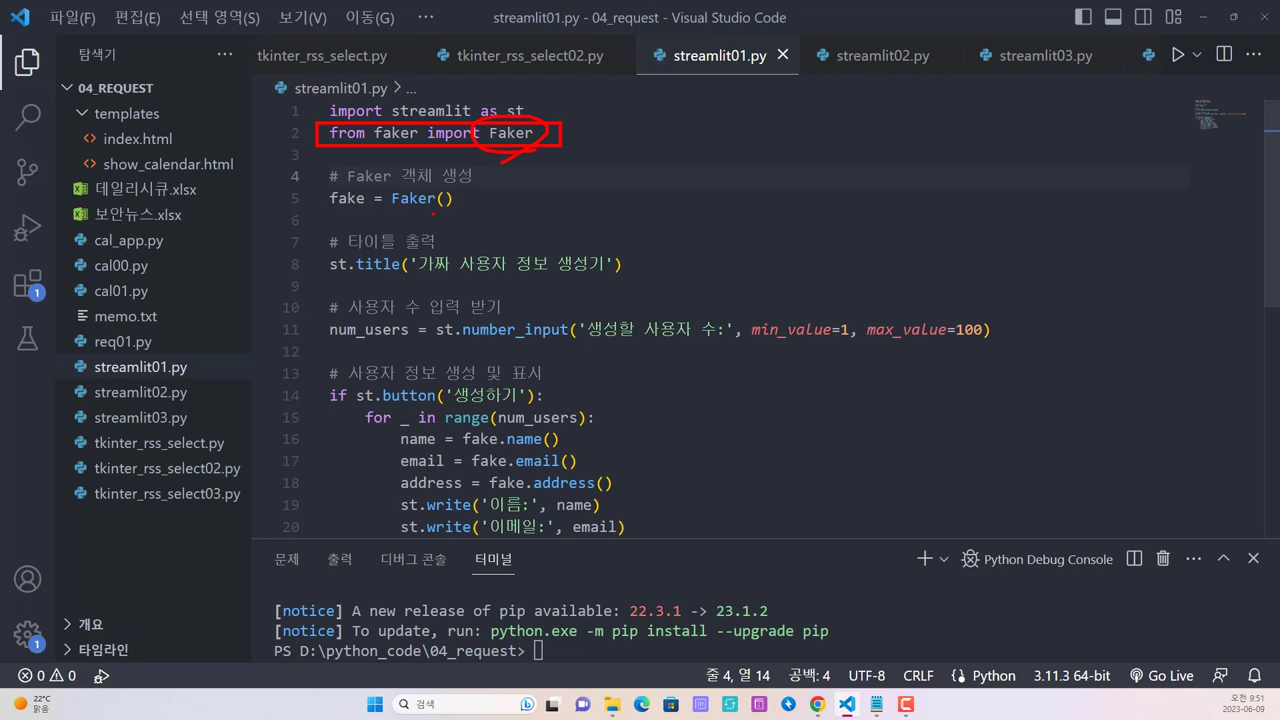 파일(F) 편집(E) 선택 영역(S) 보기(V) 이동(G) ··· streamlit01.py - 04_request - Visual Studio Code
탐색기 ···
tkinter_rss_select.py tkinter_rss_select02.py streamlit01.py streamlit02.py streamlit03.py ···
04_REQUEST
templates
index.html
show_calendar.html
데일리시큐.xlsx
보안뉴스.xlsx
cal_app.py
cal00.py
cal01.py
memo.txt
req01.py
streamlit01.py
streamlit02.py
streamlit03.py
tkinter_rss_select.py
tkinter_rss_select02.py
tkinter_rss_select03.py
개요
타임라인
1
1
streamlit01.py > ...
1 import streamlit as st
2 from faker import Faker
3
4 # Faker 객체 생성
5 fake = Faker()
6
7 # 타이틀 출력
8 st.title('가짜 사용자 정보 생성기')
9
10 # 사용자 수 입력 받기
11 num_users = st.number_input('생성할 사용자 수:', min_value=1, max_value=100)
12
13 # 사용자 정보 생성 및 표시
14 if st.button('생성하기'):
15 for _ in range(num_users):
16 name = fake.name()
17 email = fake.email()
18 address = fake.address()
19 st.write('이름:', name)
20 st.write('이메일:', email)
문제 출력 디버그 콘솔 터미널 Python Debug Console ···
[notice] A new release of pip available: 22.3.1 -> 23.1.2
[notice] To update, run: python.exe -m pip install --upgrade pip
PS D:\python_code\04_request>
0 0 줄 4, 열 14 공백: 4 UTF-8 CRLF Python 3.11.3 64-bit Go Live
22°C
맑음
검색
오전 9:51
2023-06-09